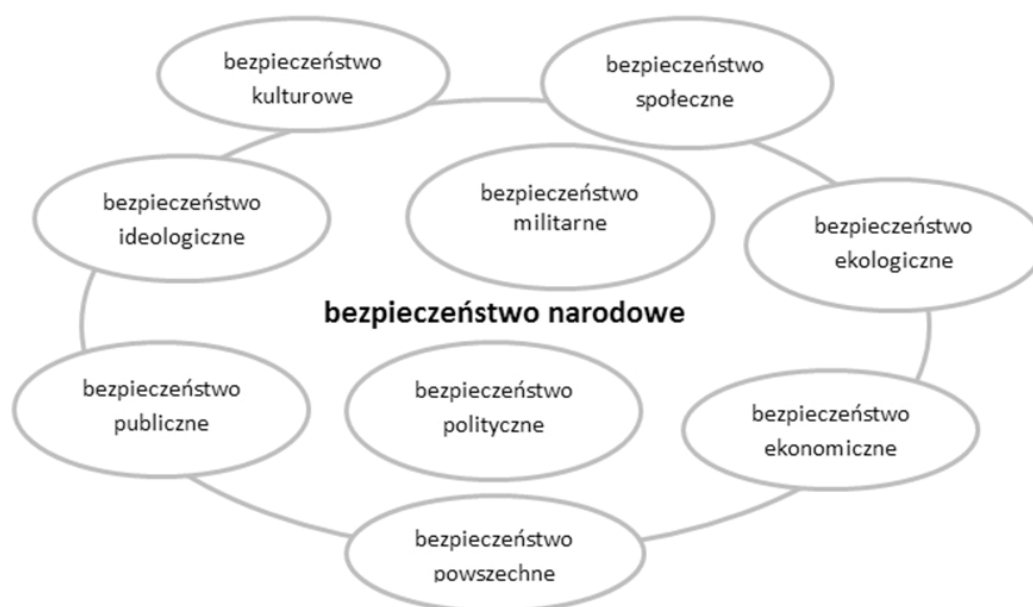 bezpieczeństwo
kulturowe
bezpieczeństwo
społeczne
bezpieczeństwo
ideologiczne
bezpieczeństwo
militarne
bezpieczeństwo
ekologiczne
bezpieczeństwo narodowe
bezpieczeństwo
publiczne
bezpieczeństwo
polityczne
bezpieczeństwo
ekonomiczne
bezpieczeństwo
powszechne